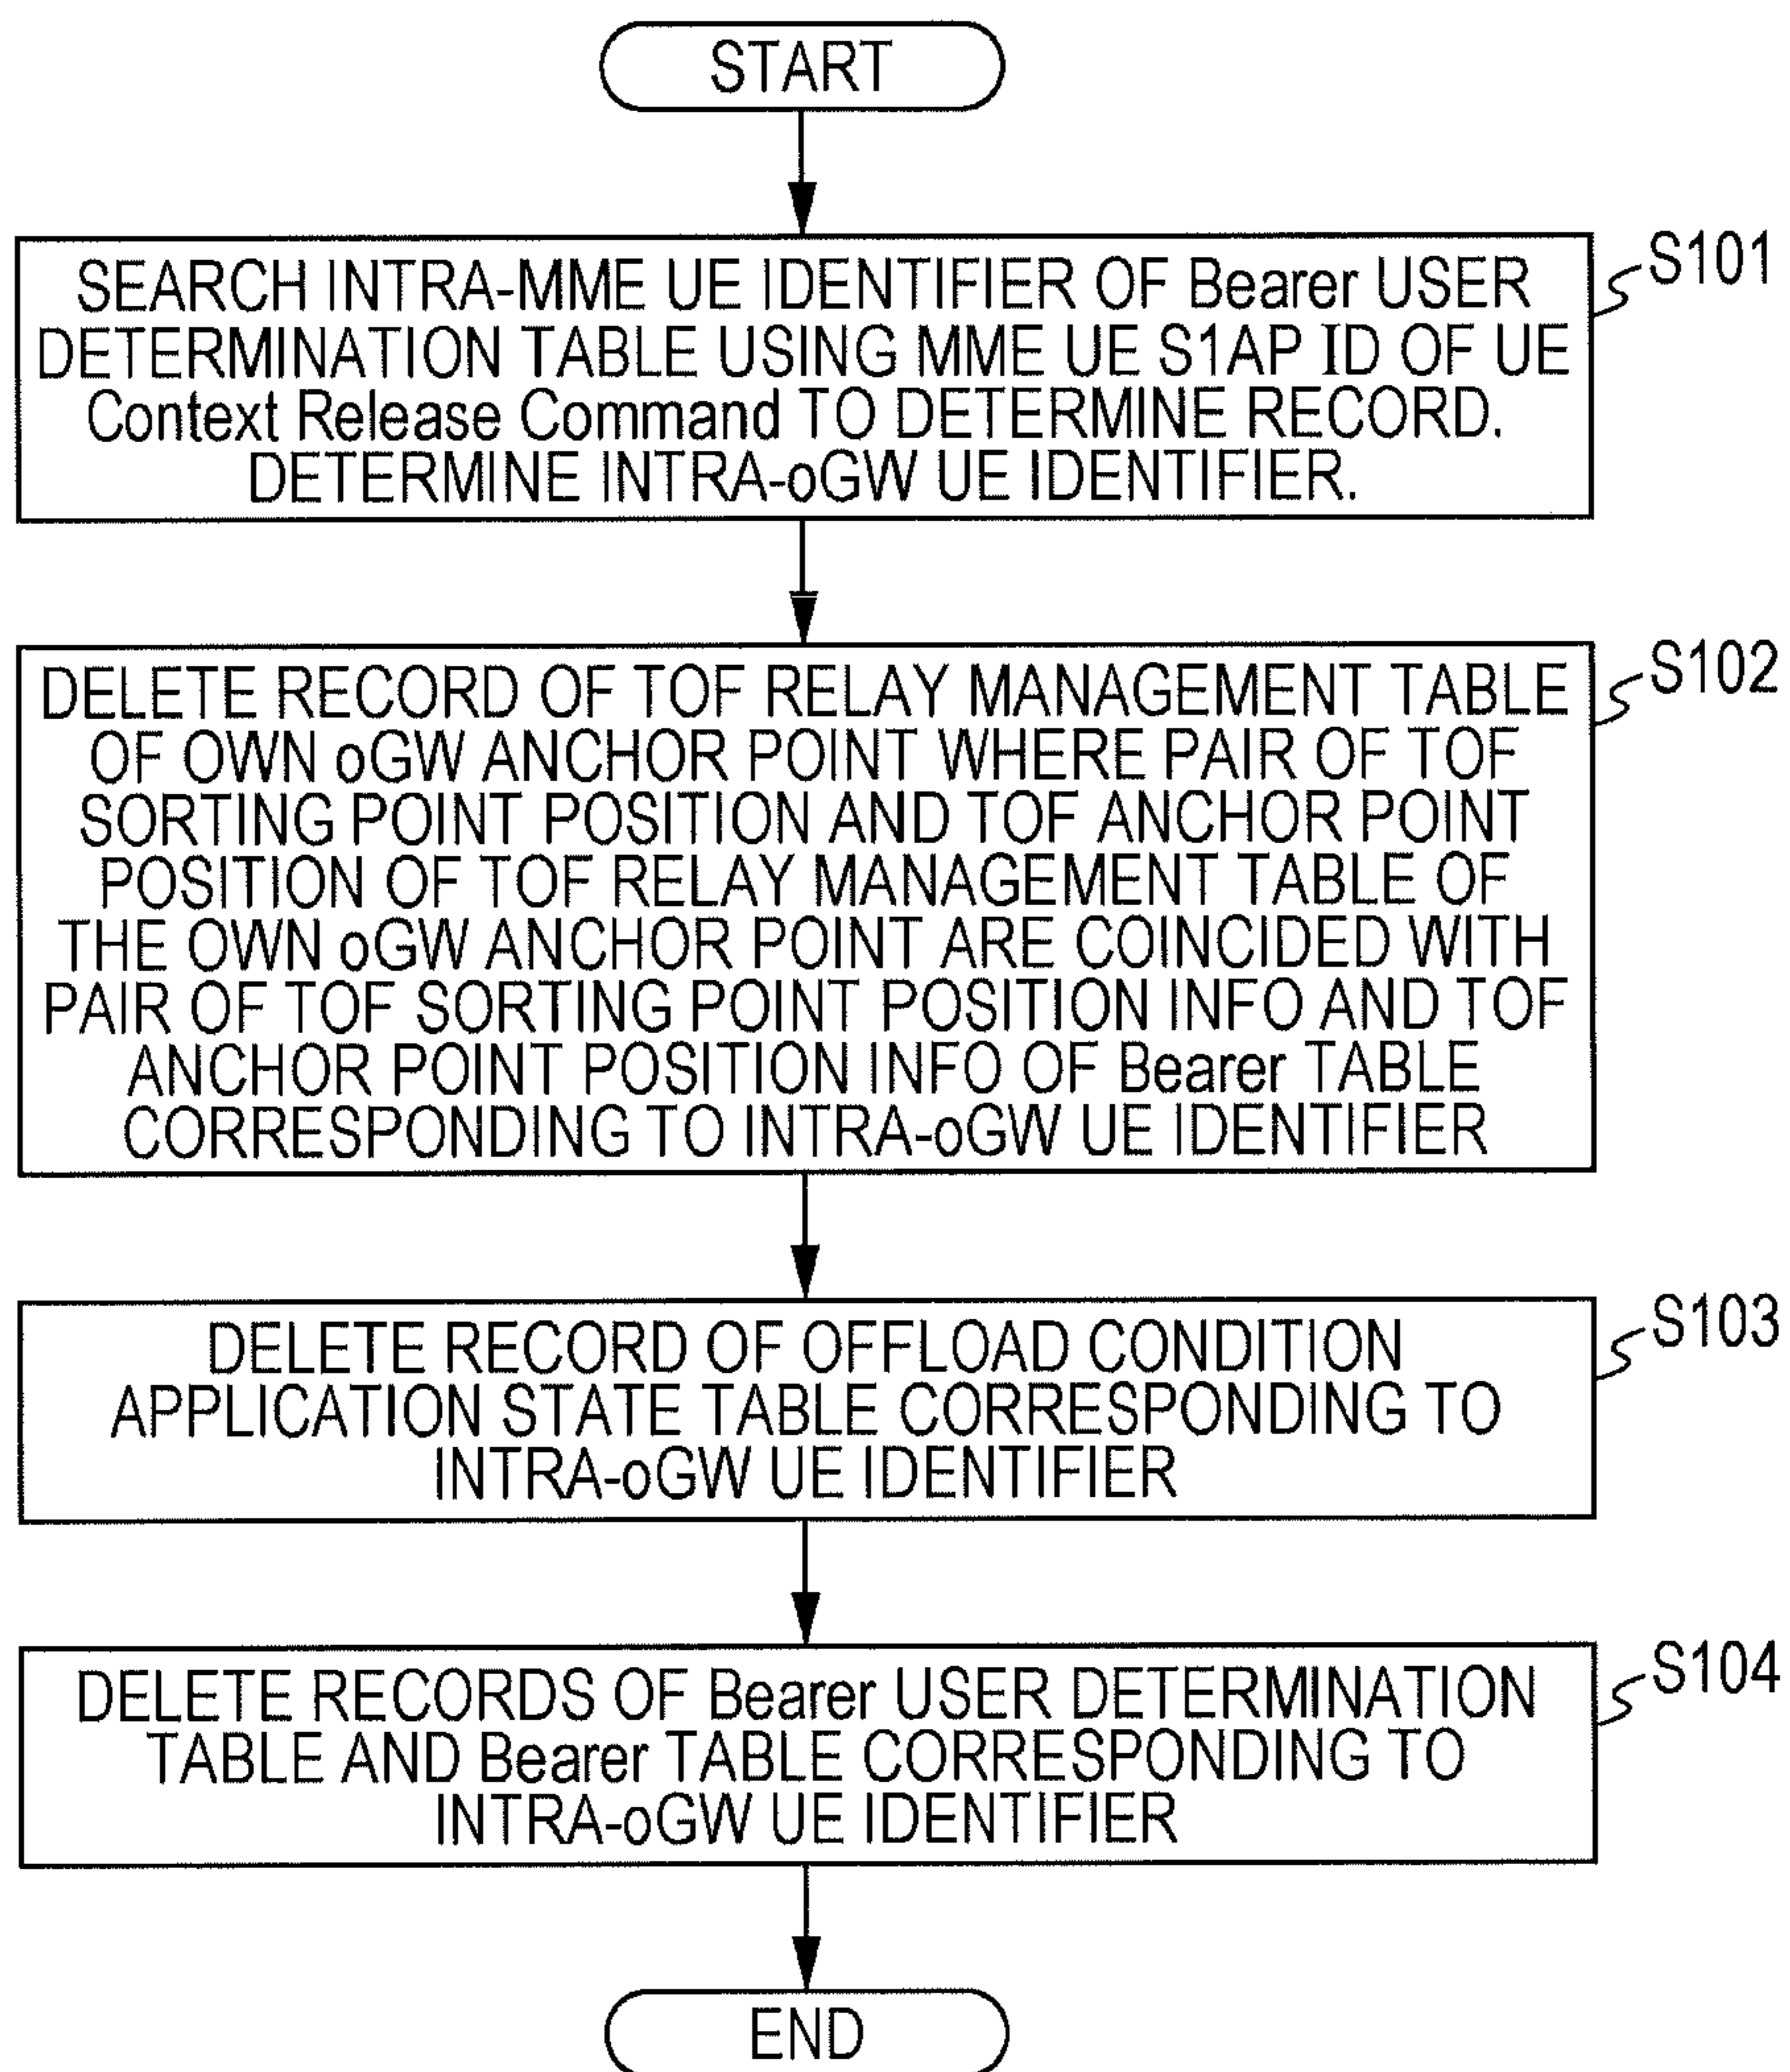 START
SEARCH INTRA-MME UE IDENTIFIER OF Bearer USER
DETERMINATION TABLE USING MME UE S1AP ID OF UE
Context Release Command TO DETERMINE RECORD.
DETERMINE INTRA-oGW UE IDENTIFIER.
S101
DELETE RECORD OF TOF RELAY MANAGEMENT TABLE
OF OWN oGW ANCHOR POINT WHERE PAIR OF TOF
SORTING POINT POSITION AND TOF ANCHOR POINT
POSITION OF TOF RELAY MANAGEMENT TABLE OF
THE OWN oGW ANCHOR POINT ARE COINCIDED WITH
PAIR OF TOF SORTING POINT POSITION INFO AND TOF
ANCHOR POINT POSITION INFO OF Bearer TABLE
CORRESPONDING TO INTRA-oGW UE IDENTIFIER
S102
DELETE RECORD OF OFFLOAD CONDITION
APPLICATION STATE TABLE CORRESPONDING TO
INTRA-oGW UE IDENTIFIER
S103
DELETE RECORDS OF Bearer USER DETERMINATION
TABLE AND Bearer TABLE CORRESPONDING TO
INTRA-oGW UE IDENTIFIER
S104
END